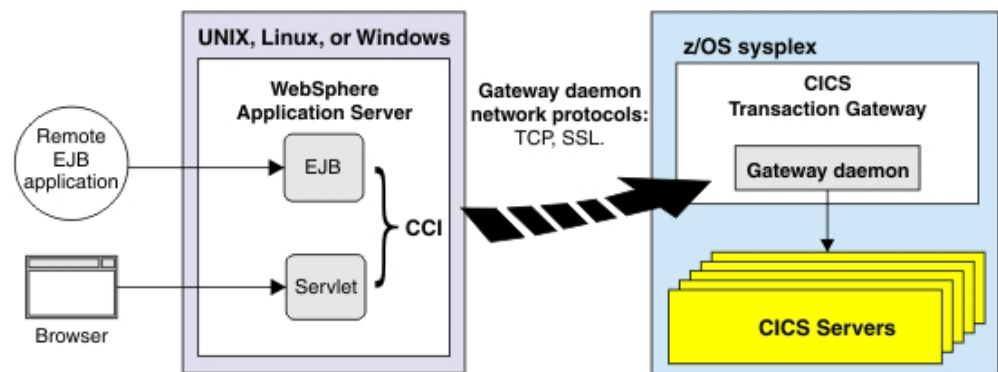 UNIX, Linux, or Windows
WebSphere
Application Server
Remote
EJB
application
EJB
CCI
Servlet
Browser
Gateway daemon
network protocols:
TCP, SSL.
z/OS sysplex
CICS
Transaction Gateway
Gateway daemon
CICS Servers